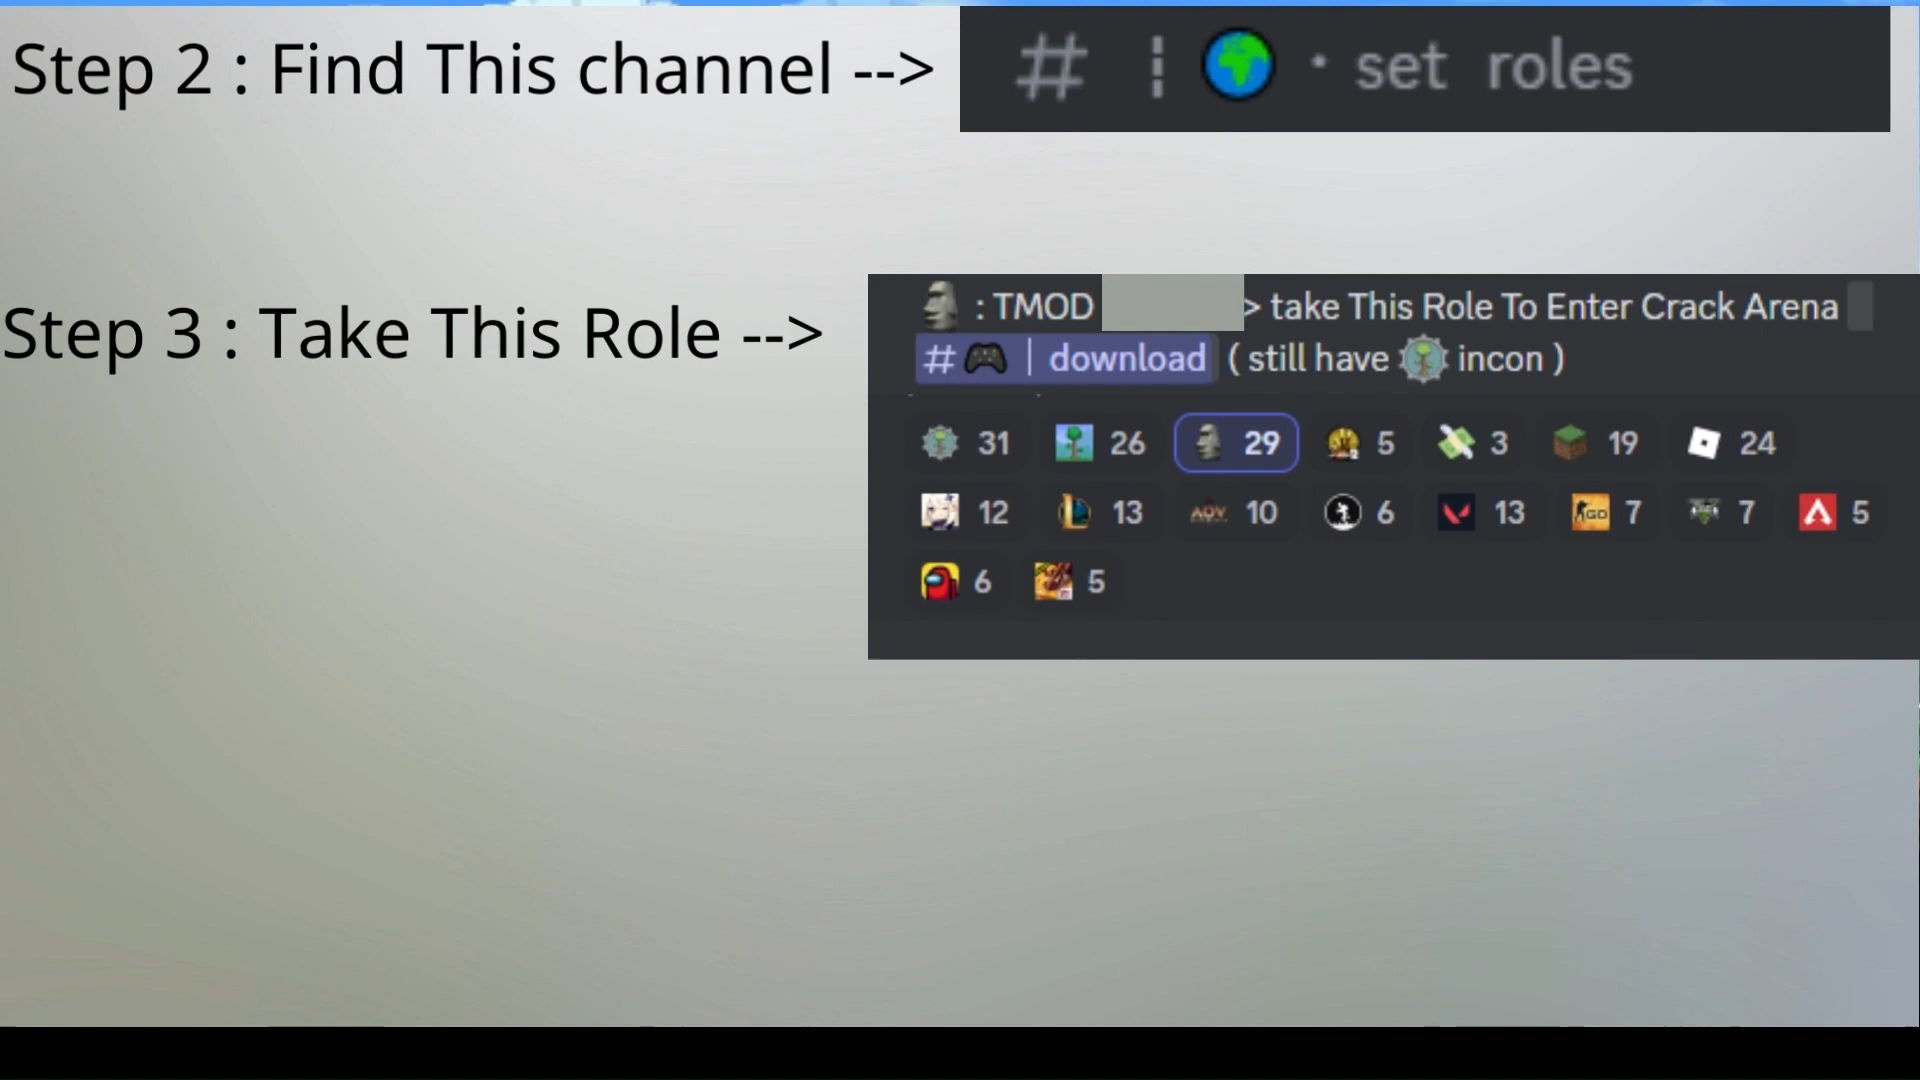 Step 2 : Find This channel -->
# ┆ 🌍 · set roles
Step 3 : Take This Role -->
🗿 : TMOD > take This Role To Enter Crack Arena
# 🎮 | download ( still have incon )
31 26 29 5 3 19 24
12 13 AOV 10 6 13 GO 7 7 5
6 5